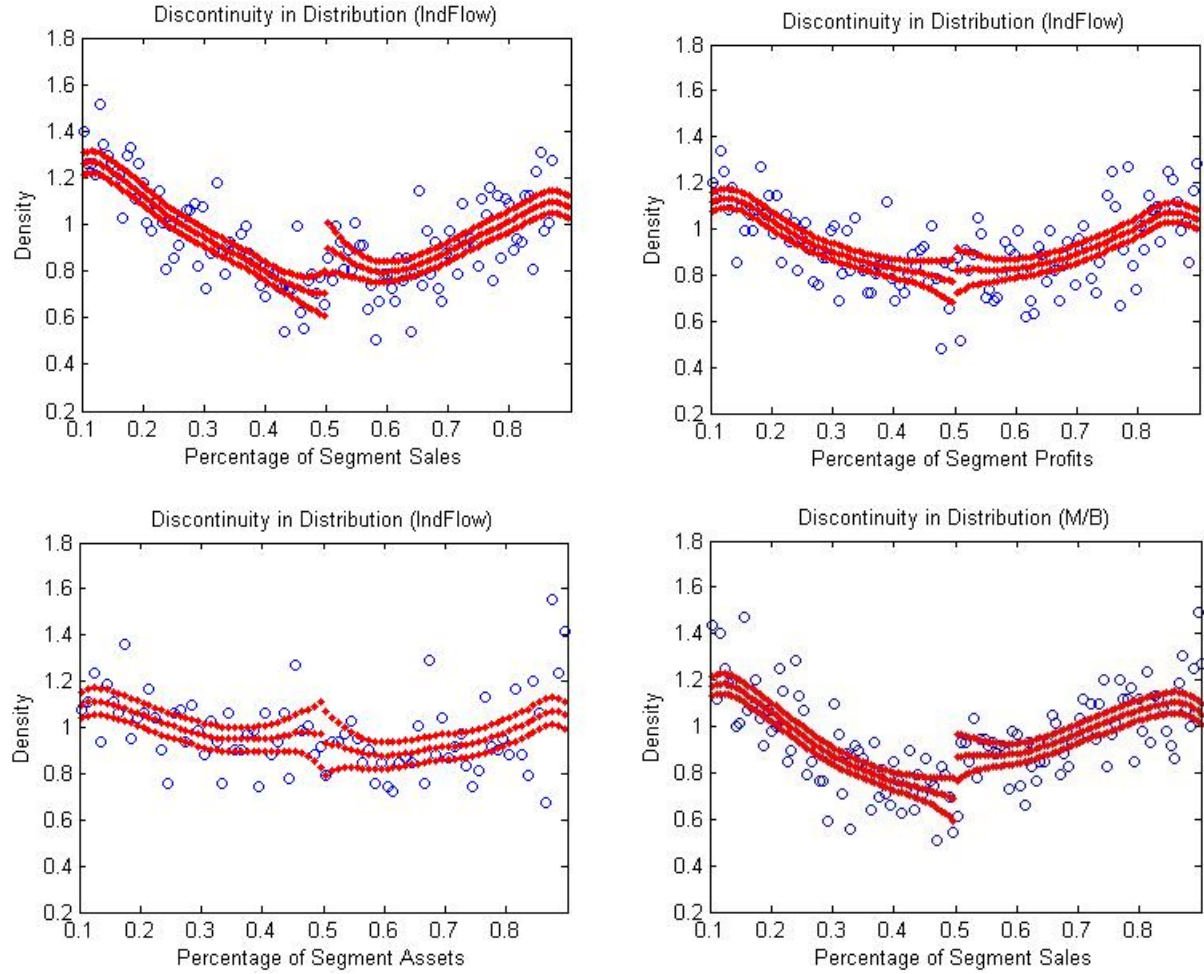 Discontinuity in Distribution (IndFlow)
1.8
1.6
1.4
1.2
1
0.8
0.6
0.4
0.2
Density
0.1 0.2 0.3 0.4 0.5 0.6 0.7 0.8
Percentage of Segment Sales
Discontinuity in Distribution (IndFlow)
1.8
1.6
1.4
1.2
1
0.8
0.6
0.4
0.2
Density
0.1 0.2 0.3 0.4 0.5 0.6 0.7 0.8
Percentage of Segment Profits
Discontinuity in Distribution (IndFlow)
1.8
1.6
1.4
1.2
1
0.8
0.6
0.4
0.2
Density
0.1 0.2 0.3 0.4 0.5 0.6 0.7 0.8
Percentage of Segment Assets
Discontinuity in Distribution (M/B)
1.8
1.6
1.4
1.2
1
0.8
0.6
0.4
0.2
Density
0.1 0.2 0.3 0.4 0.5 0.6 0.7 0.8
Percentage of Segment Sales